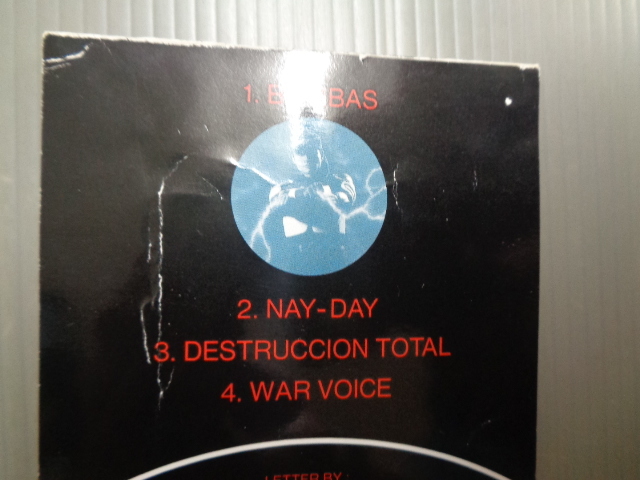 1.
2. NAY-DAY
3. DESTRUCCION TOTAL
4. WAR VOICE
LETTER BY :